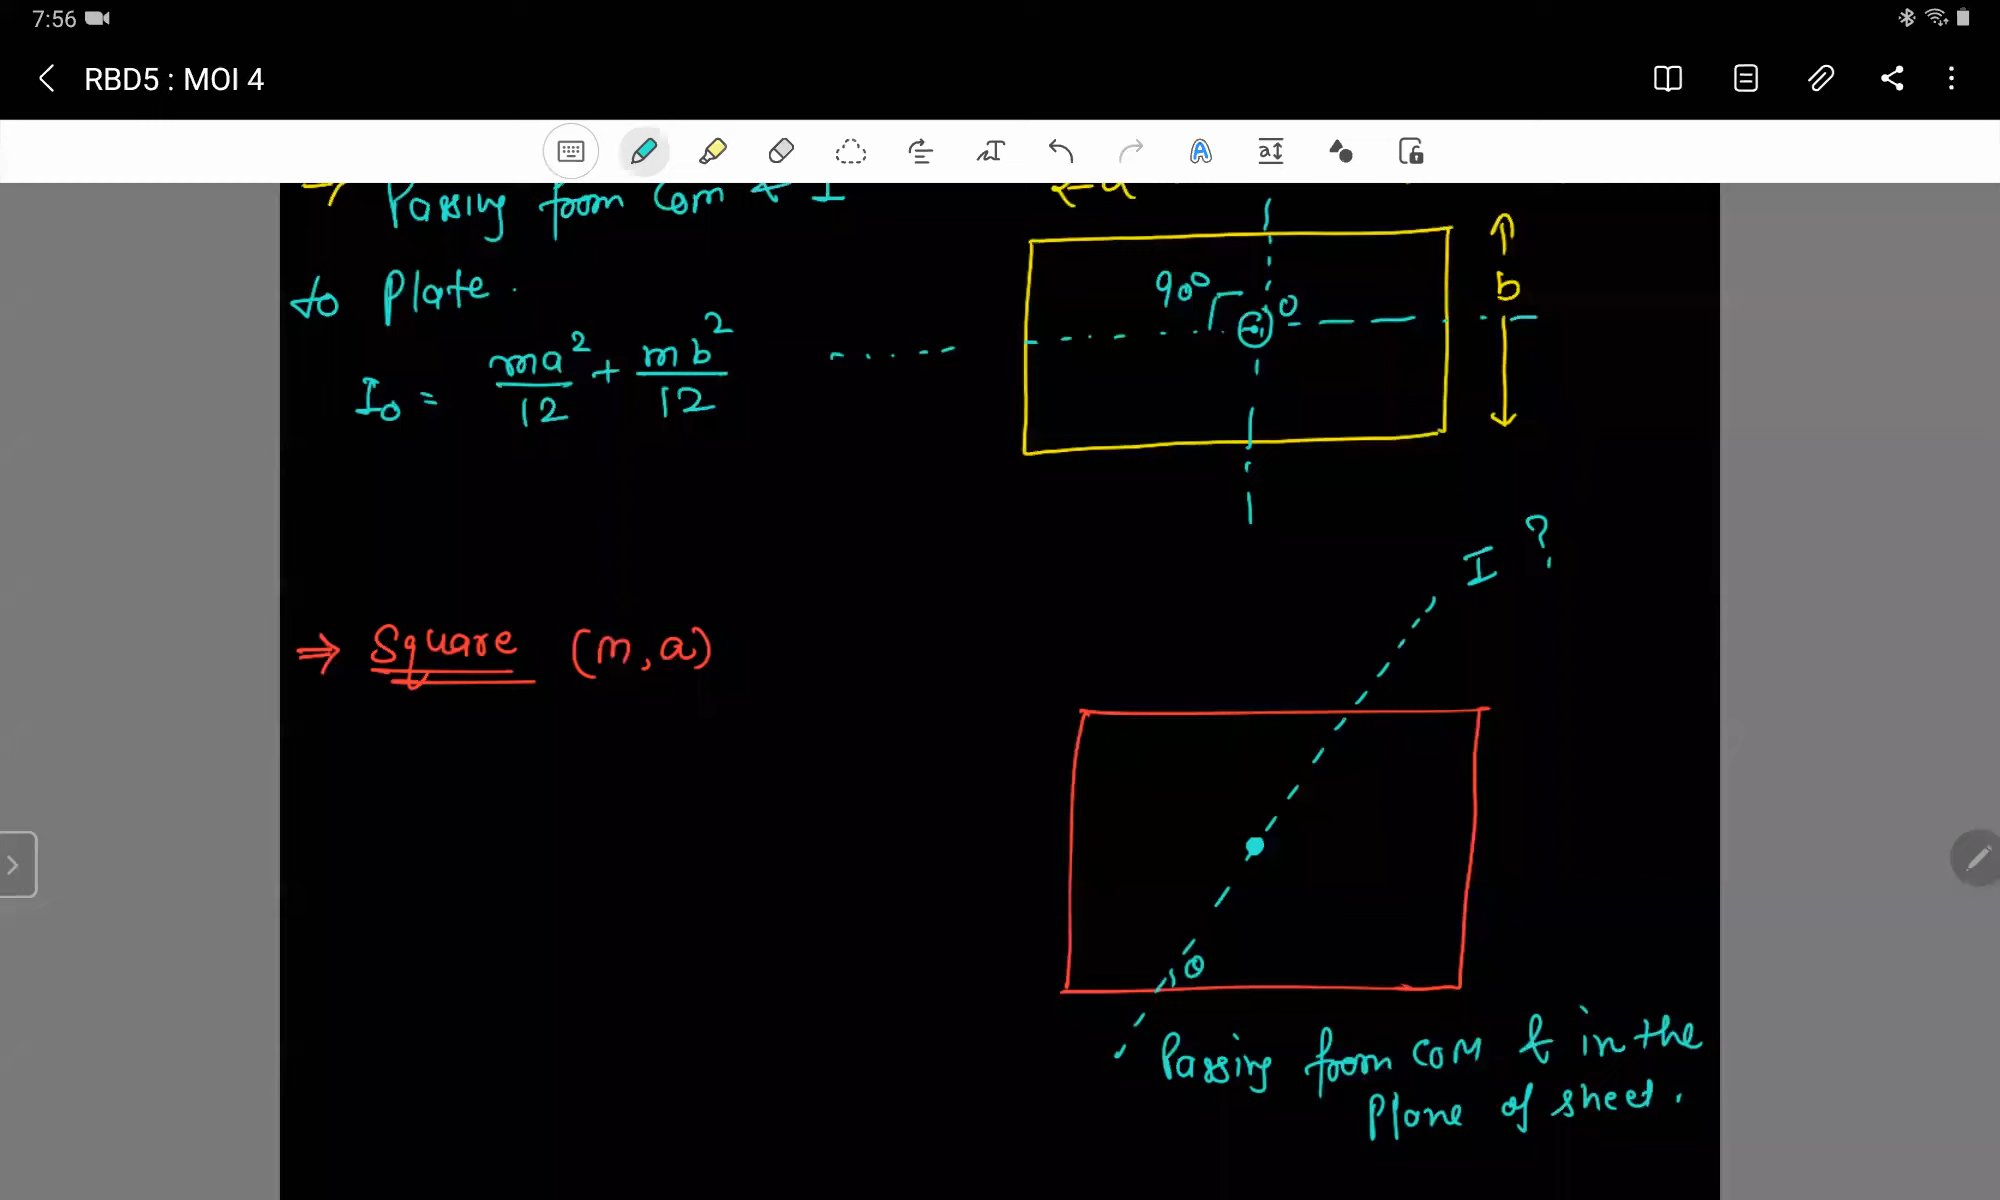 7:56
RBD5 : MOI 4
Passing from Com & I
← a
to Plate.
90°
O
b
I₀ = ma²/12 + mb²/12
I ?
⇒ Square (m, a)
θ
Passing from COM & in the
Plane of sheet.